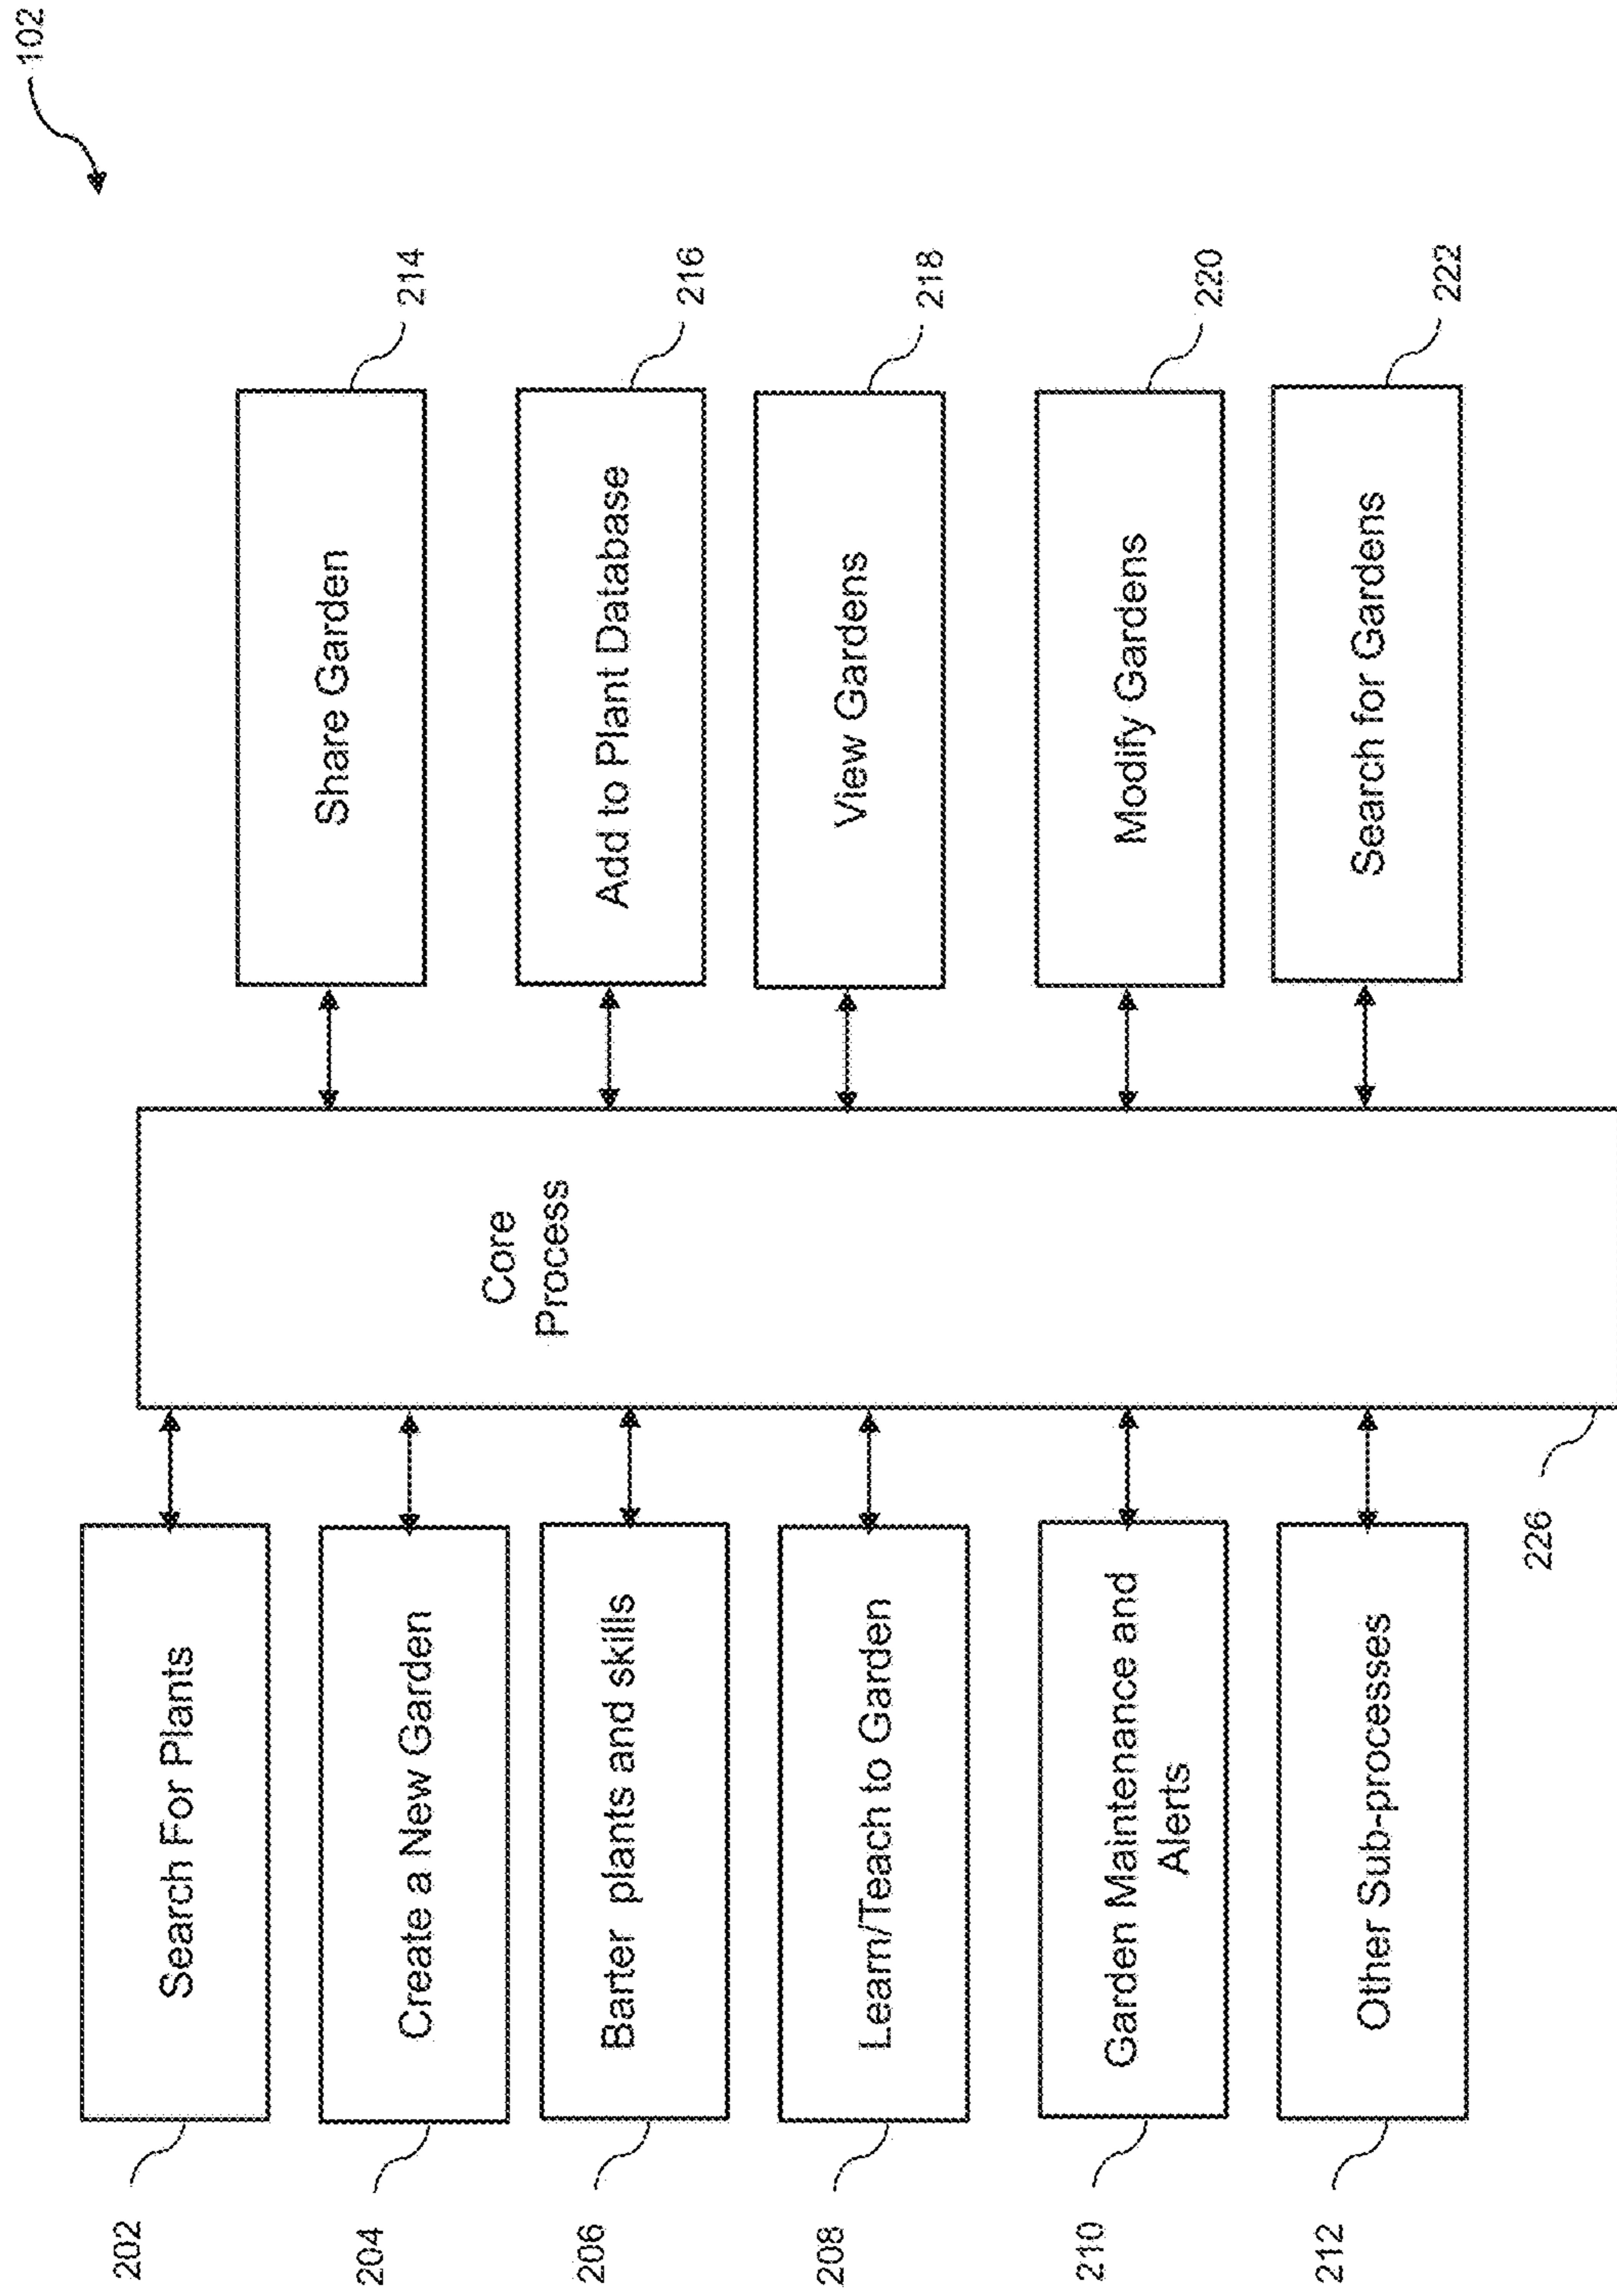 102
202
Search For Plants
204
Create a New Garden
206
Barter plants and skills
208
Learn/Teach to Garden
210
Garden Maintenance and
Alerts
212
Other Sub-processes
Core
Process
226
Share Garden
214
Add to Plant Database
216
View Gardens
218
Modify Gardens
220
Search for Gardens
222